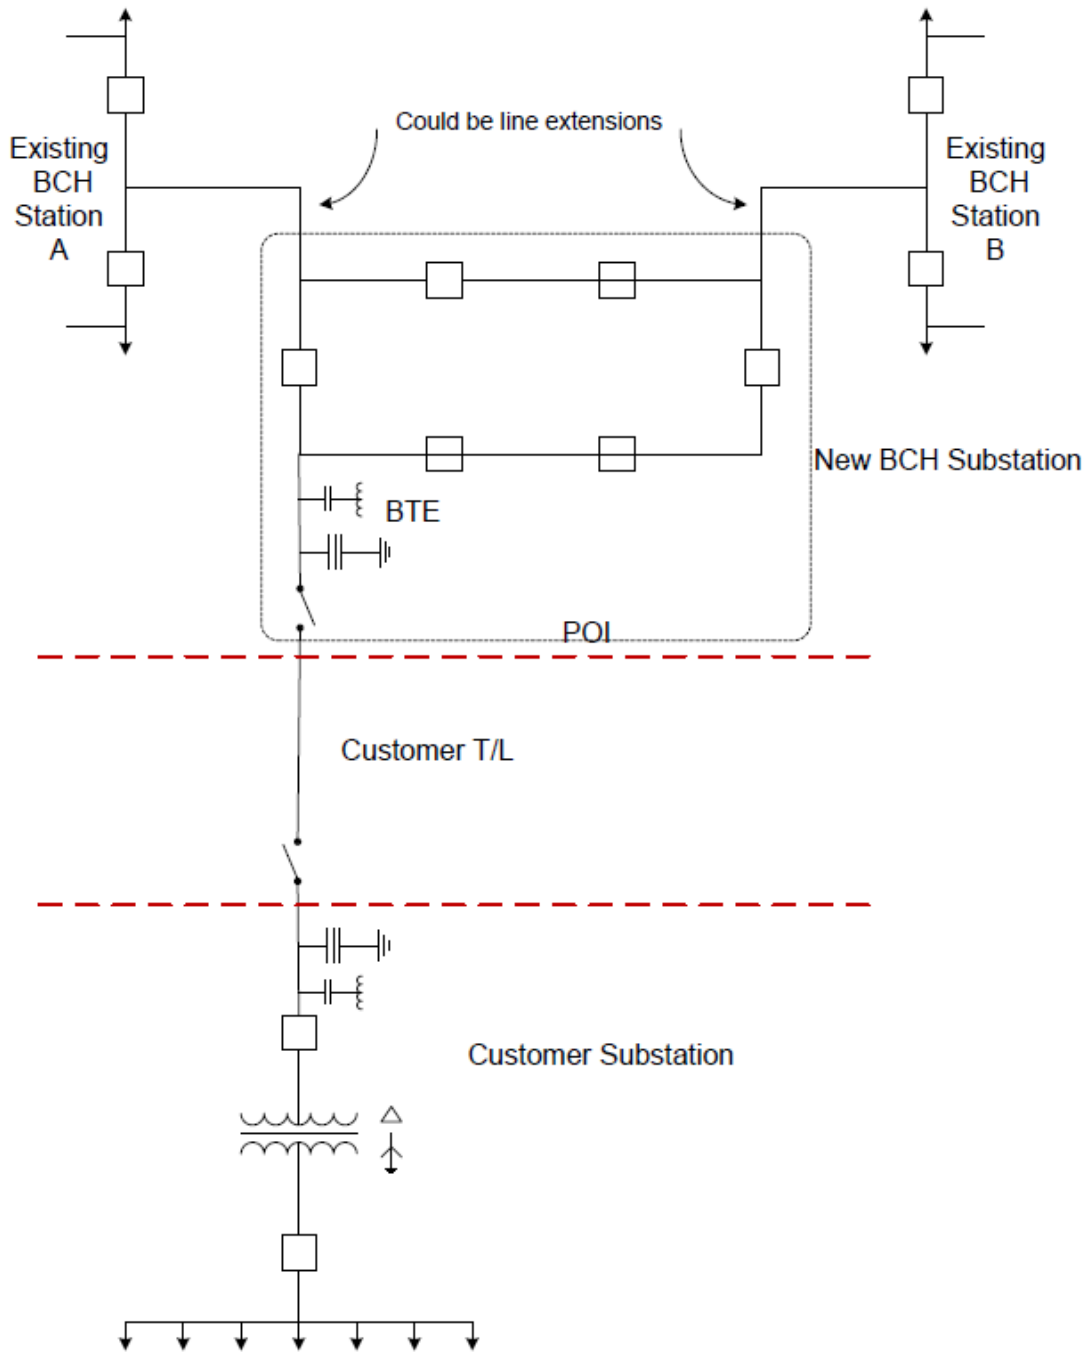 Could be line extensions
Existing
BCH
Station
A
Existing
BCH
Station
B
New BCH Substation
BTE
POI
Customer T/L
Customer Substation